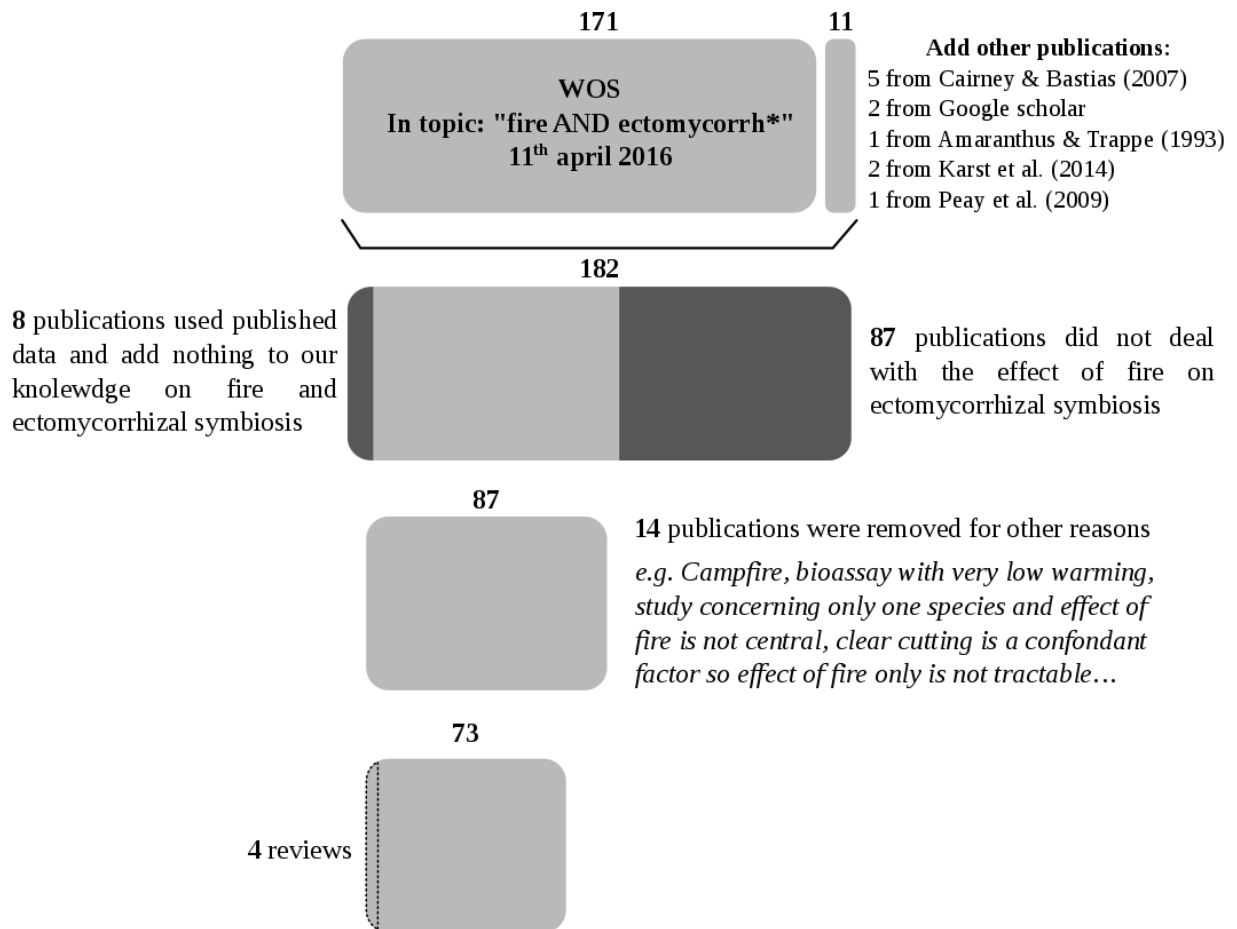 171
11
WOS
In topic: "fire AND ectomycorrh*"
11th april 2016
Add other publications:
5 from Cairney & Bastias (2007)
2 from Google scholar
1 from Amaranthus & Trappe (1993)
2 from Karst et al. (2014)
1 from Peay et al. (2009)
182
8 publications used published
data and add nothing to our
knolewdge on fire and
ectomycorrhizal symbiosis
87 publications did not deal
with the effect of fire on
ectomycorrhizal symbiosis
87
14 publications were removed for other reasons
e.g. Campfire, bioassay with very low warming,
study concerning only one species and effect of
fire is not central, clear cutting is a confondant
factor so effect of fire only is not tractable…
73
4 reviews